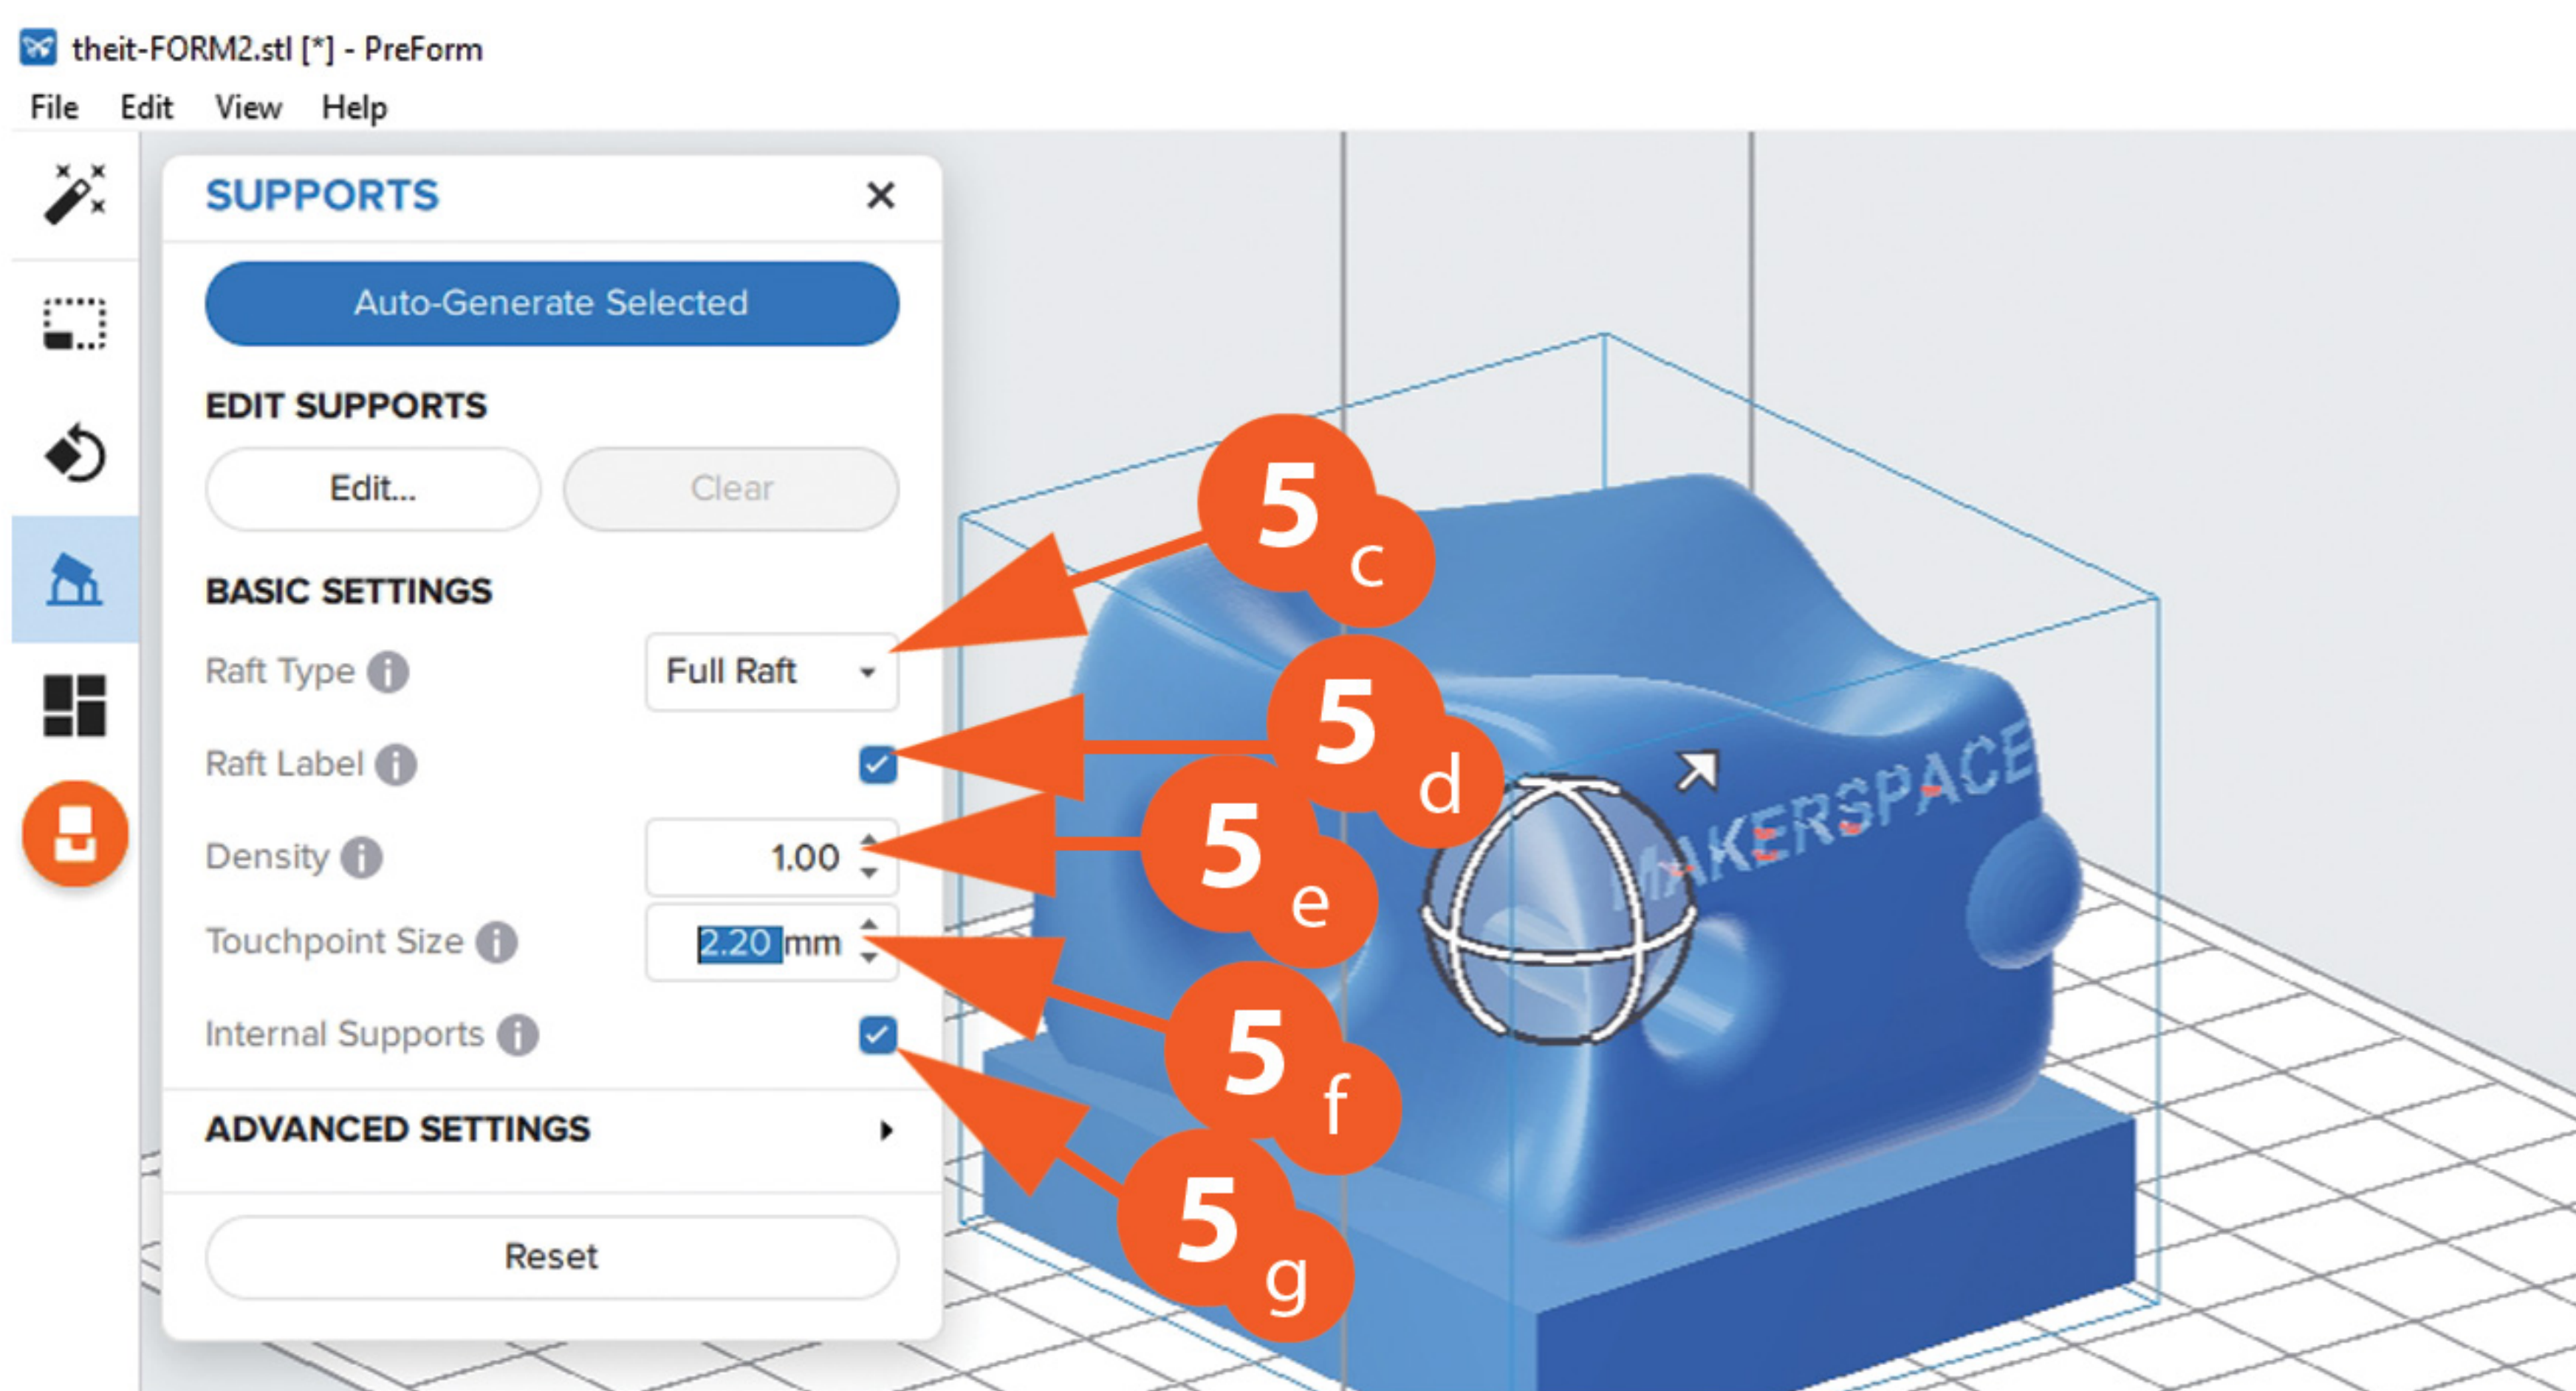 theit-FORM2.stl [*] - PreForm
File Edit View Help
SUPPORTS
Auto-Generate Selected
EDIT SUPPORTS
Edit... Clear
BASIC SETTINGS
Raft Type Full Raft
Raft Label
Density 1.00
Touchpoint Size 2.20 mm
Internal Supports
ADVANCED SETTINGS
Reset
5 c
5 d
5 e
5 f
5 g
MAKERSPACE